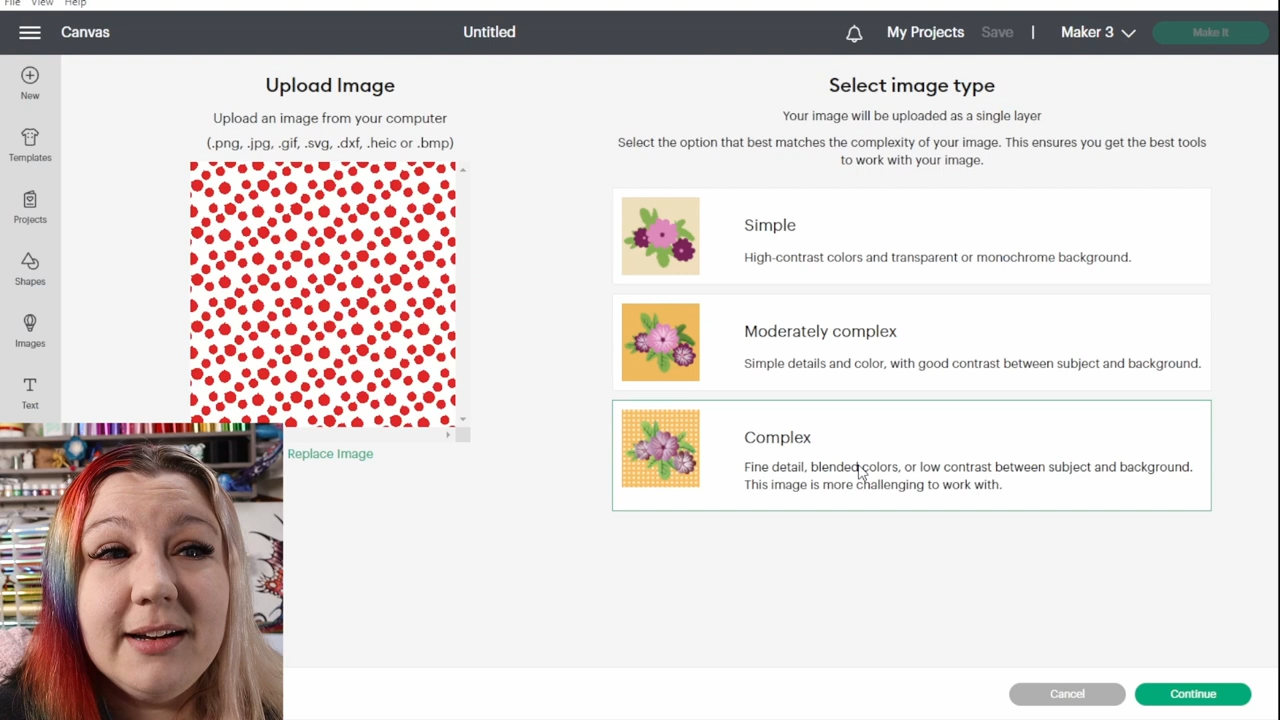 File View Help
Canvas
Untitled
My Projects Save | Maker 3 Make It
New
Templates
Projects
Shapes
Images
Text
Upload Image
Upload an image from your computer
(.png, .jpg, .gif, .svg, .dxf, .heic or .bmp)
Replace Image
Select image type
Your image will be uploaded as a single layer
Select the option that best matches the complexity of your image. This ensures you get the best tools
to work with your image.
Simple
High-contrast colors and transparent or monochrome background.
Moderately complex
Simple details and color, with good contrast between subject and background.
Complex
Fine detail, blended colors, or low contrast between subject and background.
This image is more challenging to work with.
Cancel
Continue